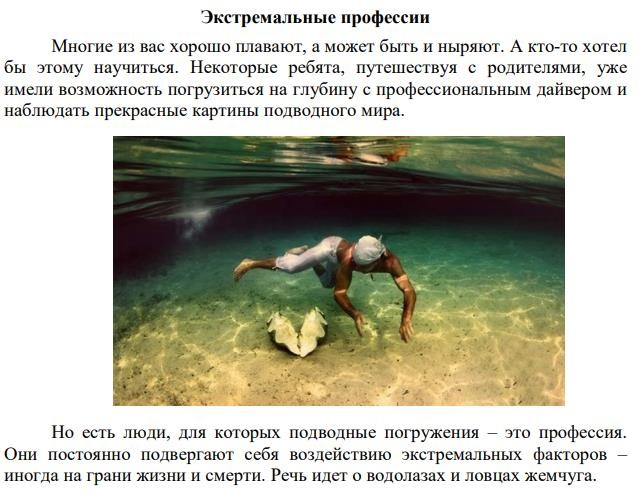 Экстремальные профессии
Многие из вас хорошо плавают, а может быть и ныряют. А кто-то хотел
бы этому научиться. Некоторые ребята, путешествуя с родителями, уже
имели возможность погрузиться на глубину с профессиональным дайвером и
наблюдать прекрасные картины подводного мира.
Но есть люди, для которых подводные погружения – это профессия.
Они постоянно подвергают себя воздействию экстремальных факторов –
иногда на грани жизни и смерти. Речь идет о водолазах и ловцах жемчуга.